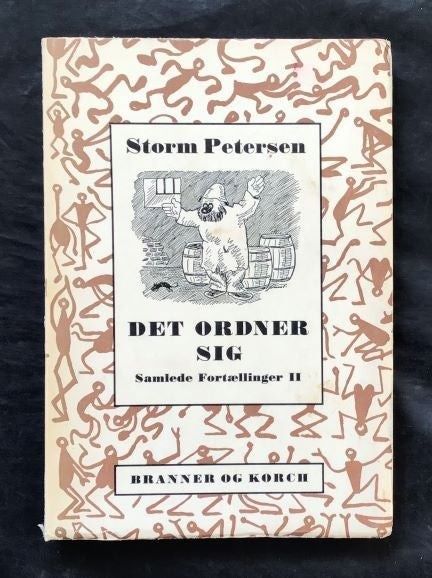 Storm Petersen
DET ORDNER
SIG
Samlede Fortællinger II
BRANNER OG KORCH